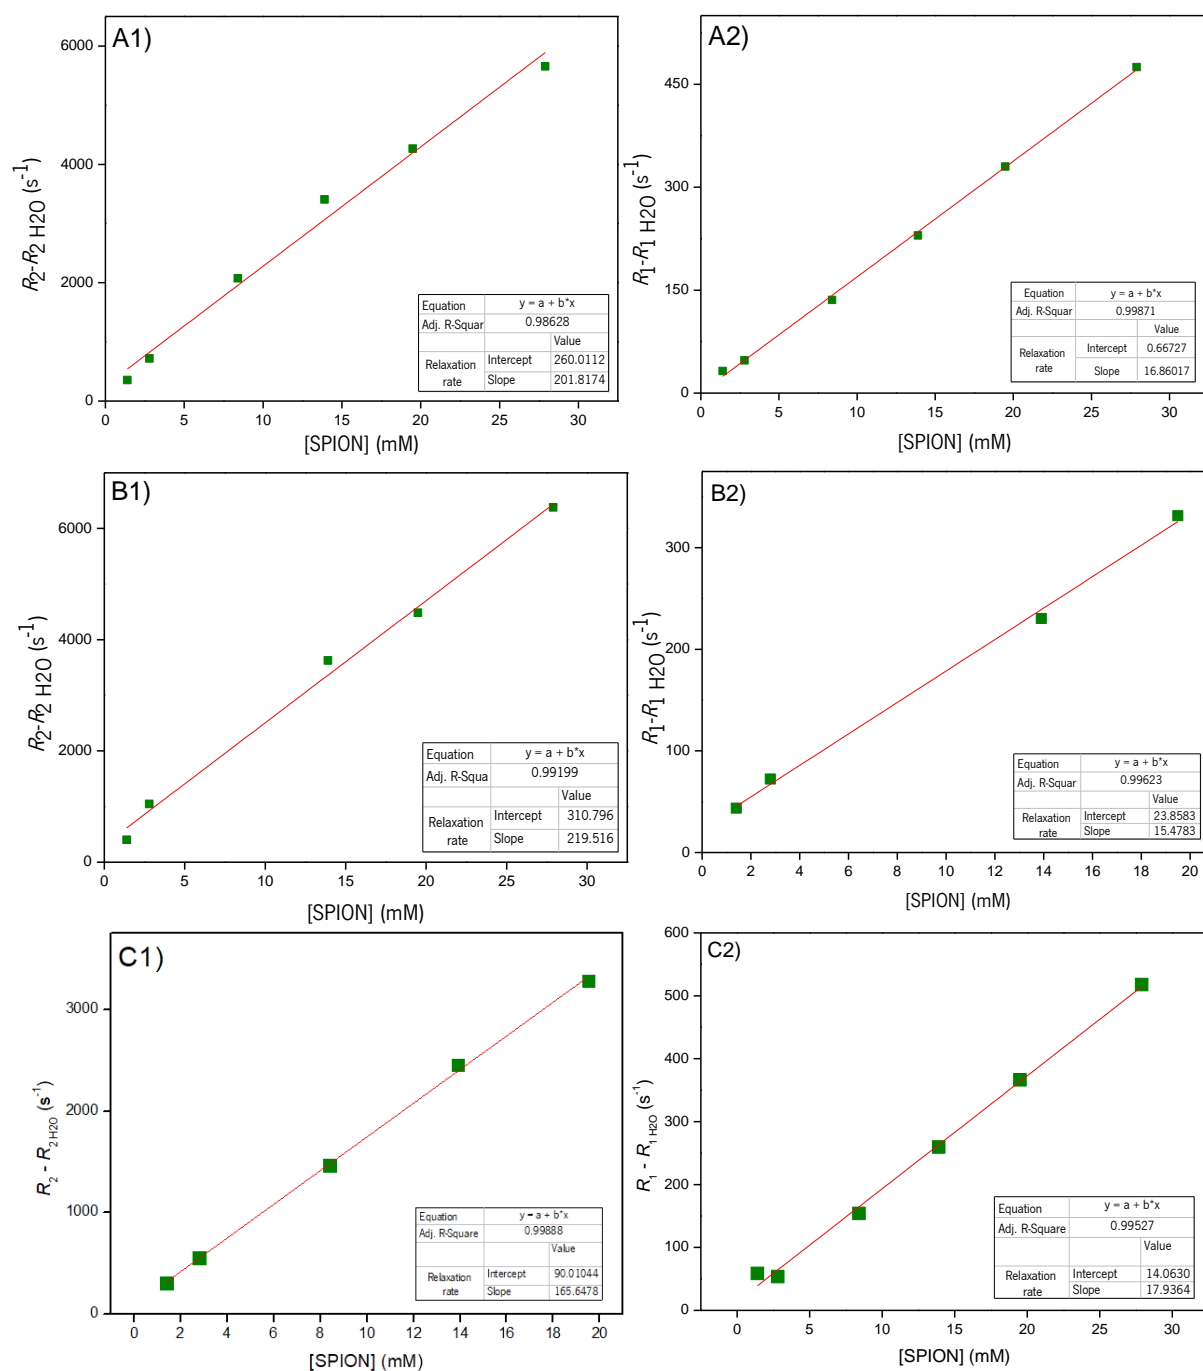 A1)
R2-R2 H2O (s-1)
6000
4000
2000
0
Equation y = a + b*x
Adj. R-Squar 0.98628
Value
Relaxation rate Intercept 260.0112
Slope 201.8174
0 5 10 15 20 25 30
[SPION] (mM)
A2)
R1-R1 H2O (s-1)
450
300
150
0
Equation y = a + b*x
Adj. R-Squar 0.99871
Value
Relaxation rate Intercept 0.66727
Slope 16.86017
0 5 10 15 20 25 30
[SPION] (mM)
B1)
R2-R2 H2O (s-1)
6000
4000
2000
0
Equation y = a + b*x
Adj. R-Squa 0.99199
Value
Relaxation rate Intercept 310.796
Slope 219.516
0 5 10 15 20 25 30
[SPION] (mM)
B2)
R1-R1 H2O (s-1)
300
200
100
0
Equation y = a + b*x
Adj. R-Squar 0.99623
Value
Relaxation rate Intercept 23.8583
Slope 15.4783
0 2 4 6 8 10 12 14 16 18 20
[SPION] (mM)
C1)
R2 - R2 H2O (s-1)
3000
2000
1000
0
Equation y = a + b*x
Adj. R-Square 0.99888
Value
Relaxation rate Intercept 90.01044
Slope 165.6478
0 2 4 6 8 10 12 14 16 18 20
[SPION] (mM)
C2)
R1 - R1 H2O (s-1)
600
500
400
300
200
100
0
Equation y = a + b*x
Adj. R-Square 0.99527
Value
Relaxation rate Intercept 14.0630
Slope 17.9364
0 5 10 15 20 25 30
[SPION] (mM)